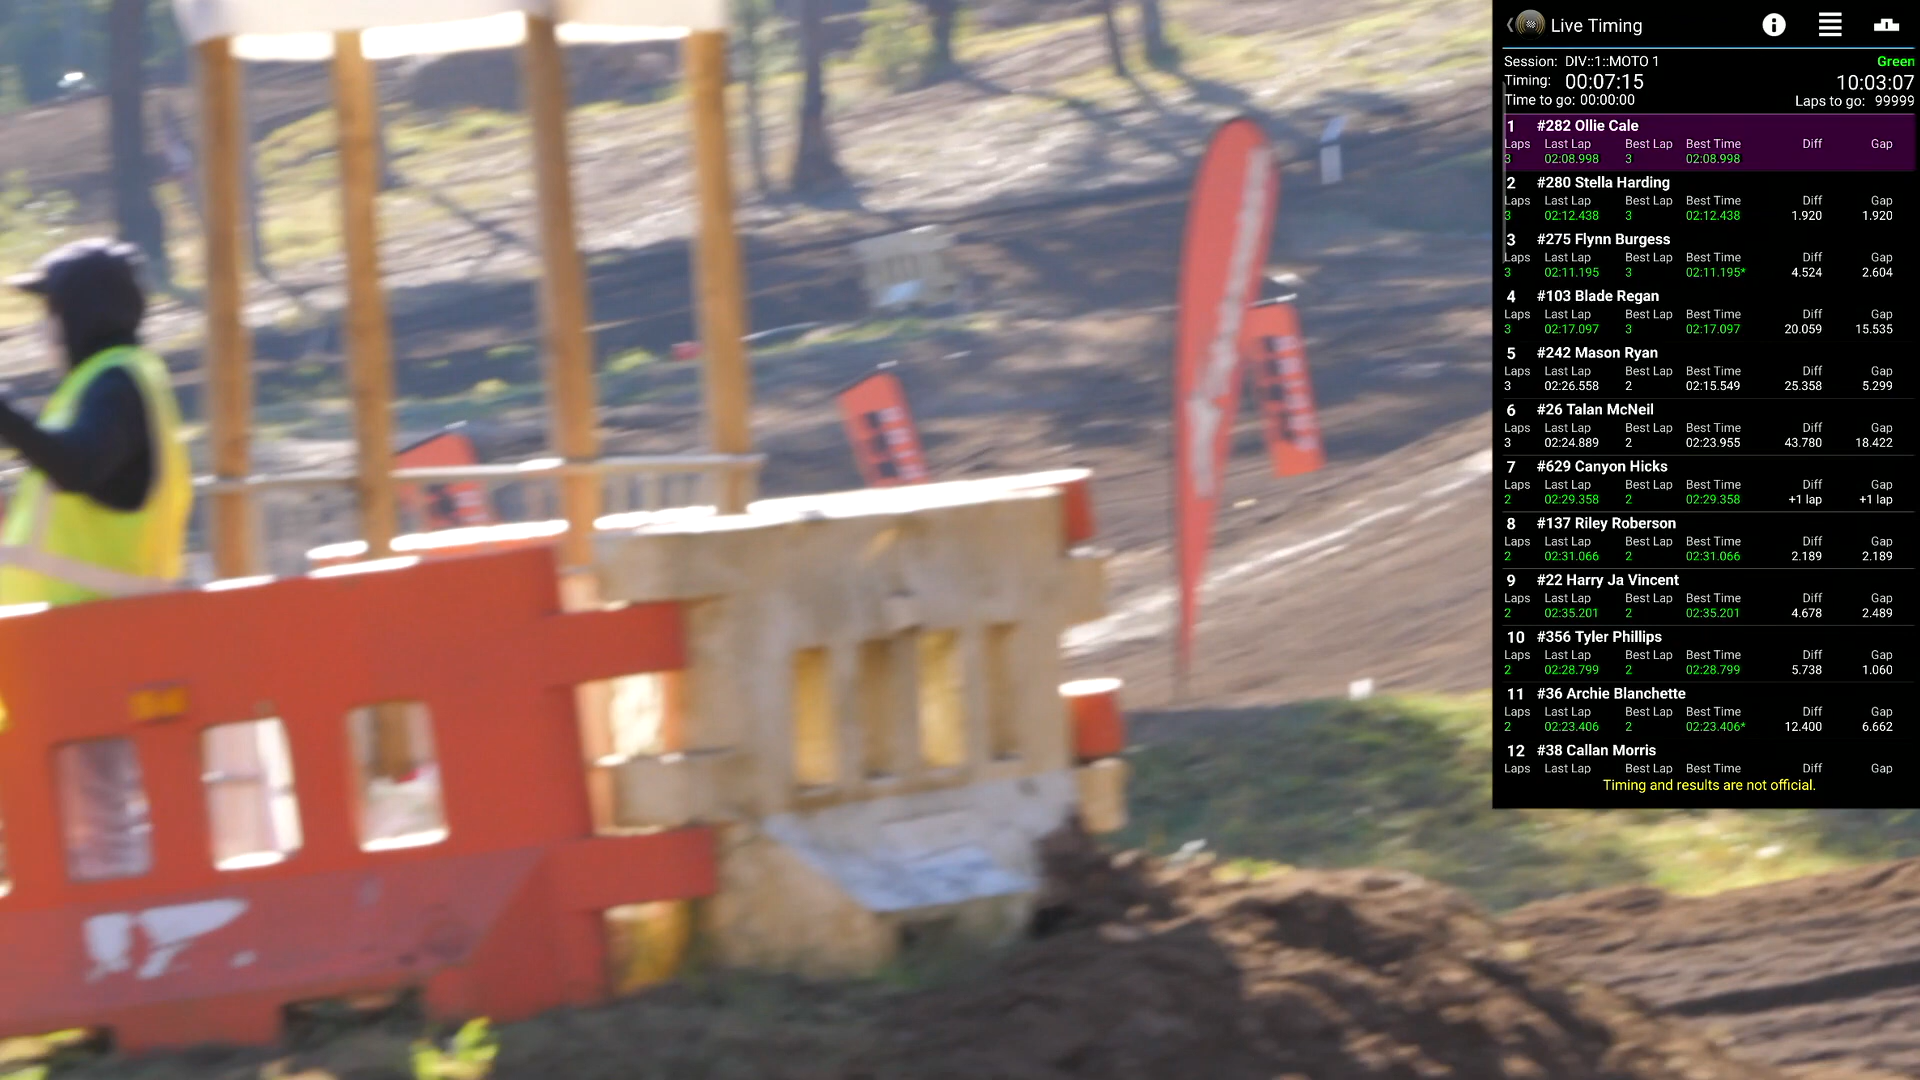 Live Timing
Session: DIV::1::MOTO 1 Green
Timing: 00:07:15 10:03:07
Time to go: 00:00:00 Laps to go: 99999
1 #282 Ollie Cale
Laps Last Lap Best Lap Best Time Diff Gap
3 02:08.998 3 02:08.998
2 #280 Stella Harding
Laps Last Lap Best Lap Best Time Diff Gap
3 02:12.438 3 02:12.438 1.920 1.920
3 #275 Flynn Burgess
Laps Last Lap Best Lap Best Time Diff Gap
3 02:11.195 3 02:11.195* 4.524 2.604
4 #103 Blade Regan
Laps Last Lap Best Lap Best Time Diff Gap
3 02:17.097 3 02:17.097 20.059 15.535
5 #242 Mason Ryan
Laps Last Lap Best Lap Best Time Diff Gap
3 02:26.558 2 02:15.549 25.358 5.299
6 #26 Talan McNeil
Laps Last Lap Best Lap Best Time Diff Gap
3 02:24.889 2 02:23.955 43.780 18.422
7 #629 Canyon Hicks
Laps Last Lap Best Lap Best Time Diff Gap
2 02:29.358 2 02:29.358 +1 lap +1 lap
8 #137 Riley Roberson
Laps Last Lap Best Lap Best Time Diff Gap
2 02:31.066 2 02:31.066 2.189 2.189
9 #22 Harry Ja Vincent
Laps Last Lap Best Lap Best Time Diff Gap
2 02:35.201 2 02:35.201 4.678 2.489
10 #356 Tyler Phillips
Laps Last Lap Best Lap Best Time Diff Gap
2 02:28.799 2 02:28.799 5.738 1.060
11 #36 Archie Blanchette
Laps Last Lap Best Lap Best Time Diff Gap
2 02:23.406 2 02:23.406* 12.400 6.662
12 #38 Callan Morris
Laps Last Lap Best Lap Best Time Diff Gap
Timing and results are not official.